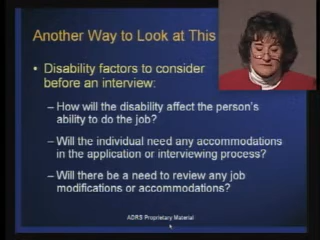 Another Way to Look at This
• Disability factors to consider
before an interview:
– How will the disability affect the person's
ability to do the job?
– Will the individual need any accommodations
in the application or interviewing process?
– Will there be a need to review any job
modifications or accommodations?
ADRS Proprietary Material